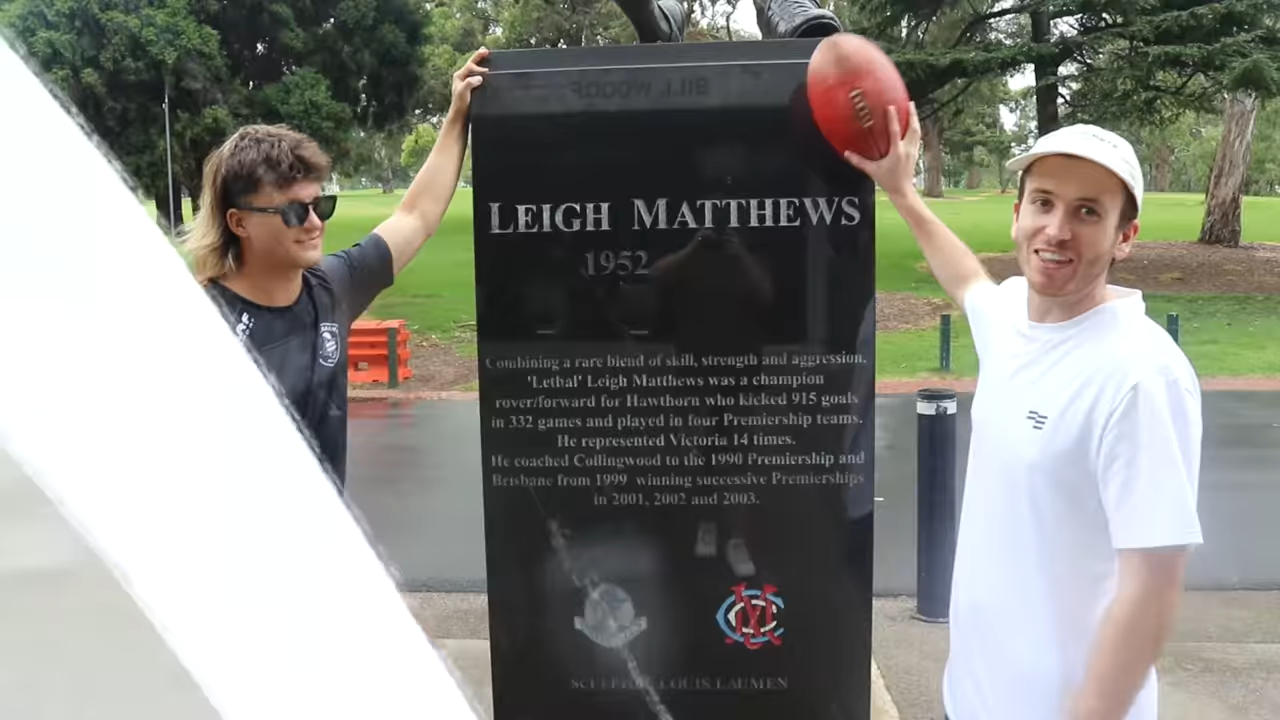 LEIGH MATTHEWS
1952
Combining a rare blend of skill, strength and aggression,
'Lethal' Leigh Matthews was a champion
rover/forward for Hawthorn who kicked 915 goals
in 332 games and played in four Premiership teams.
He represented Victoria 14 times.
He coached Collingwood to the 1990 Premiership and
Brisbane from 1999 winning successive Premierships
in 2001, 2002 and 2003.
MCC
SCULPTOR: LOUIS LAUMEN